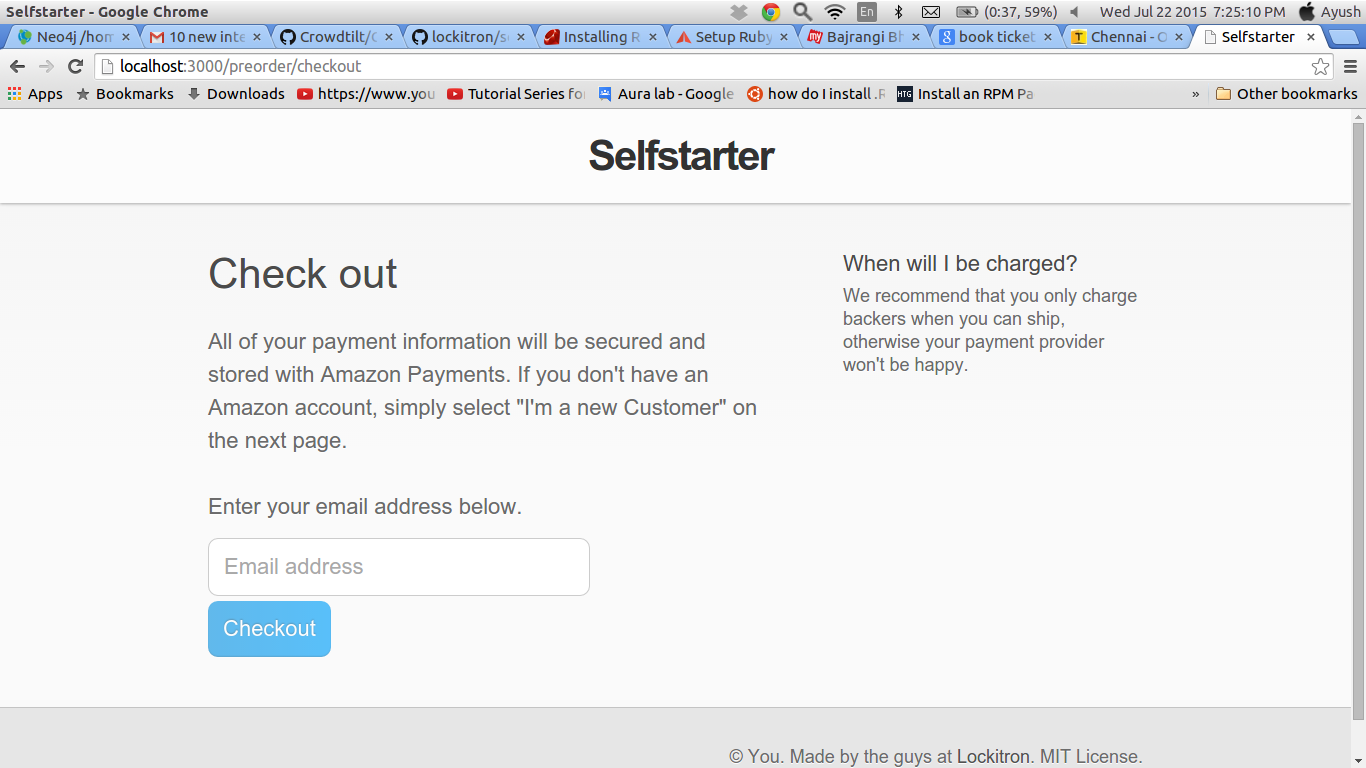 Selfstarter - Google Chrome
En
(0:37, 59%)
Wed Jul 22 2015 7:25:10 PM
Ayush
Neo4j /hom
10 new inte
Crowdtilt/C
lockitron/s
Installing R
Setup Ruby
Bajrangi Bh
book ticket
Chennai - O
Selfstarter
localhost:3000/preorder/checkout
Apps
Bookmarks
Downloads
https://www.you
Tutorial Series fo
Aura lab - Google
how do I install .R
Install an RPM Pa
»
Other bookmarks
Selfstarter
Check out
All of your payment information will be secured and
stored with Amazon Payments. If you don't have an
Amazon account, simply select "I'm a new Customer" on
the next page.
Enter your email address below.
Email address
Checkout
When will I be charged?
We recommend that you only charge
backers when you can ship,
otherwise your payment provider
won't be happy.
© You. Made by the guys at Lockitron. MIT License.